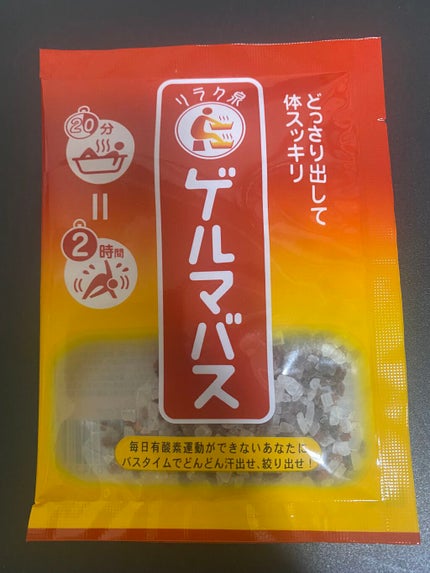 どっさり出して
体スッキリ
リラク泉
ゲルマバス
20分
=
2時間
毎日有酸素運動ができないあなたに
バスタイムでどんどん汗出せ、絞り出せ!